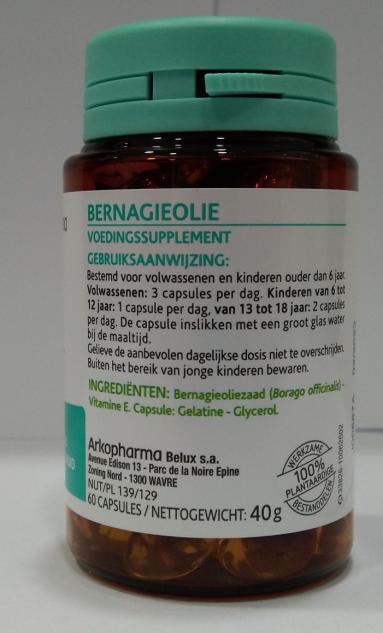 BERNAGIEOLIE
VOEDINGSSUPPLEMENT
GEBRUIKSAANWIJZING:
Bestemd voor volwassenen en kinderen ouder dan 6 jaar.
Volwassenen: 3 capsules per dag. Kinderen van 6 tot
12 jaar: 1 capsule per dag, van 13 tot 18 jaar: 2 capsules
per dag. De capsule inslikken met een groot glas water
bij de maaltijd.
Gelieve de aanbevolen dagelijkse dosis niet te overschrijden.
Buiten het bereik van jonge kinderen bewaren.
INGREDIËNTEN: Bernagieoliezaad (Borago officinalis) -
Vitamine E. Capsule: Gelatine - Glycerol.
Arkopharma Belux s.a.
Avenue Edison 13 - Parc de la Noire Epine
Zoning Nord - 1300 WAVRE
NUT/PL 139/129
60 CAPSULES / NETTOGEWICHT: 40 g
WERKZAME
100%
PLANTAARDIGE
BESTANDDELEN